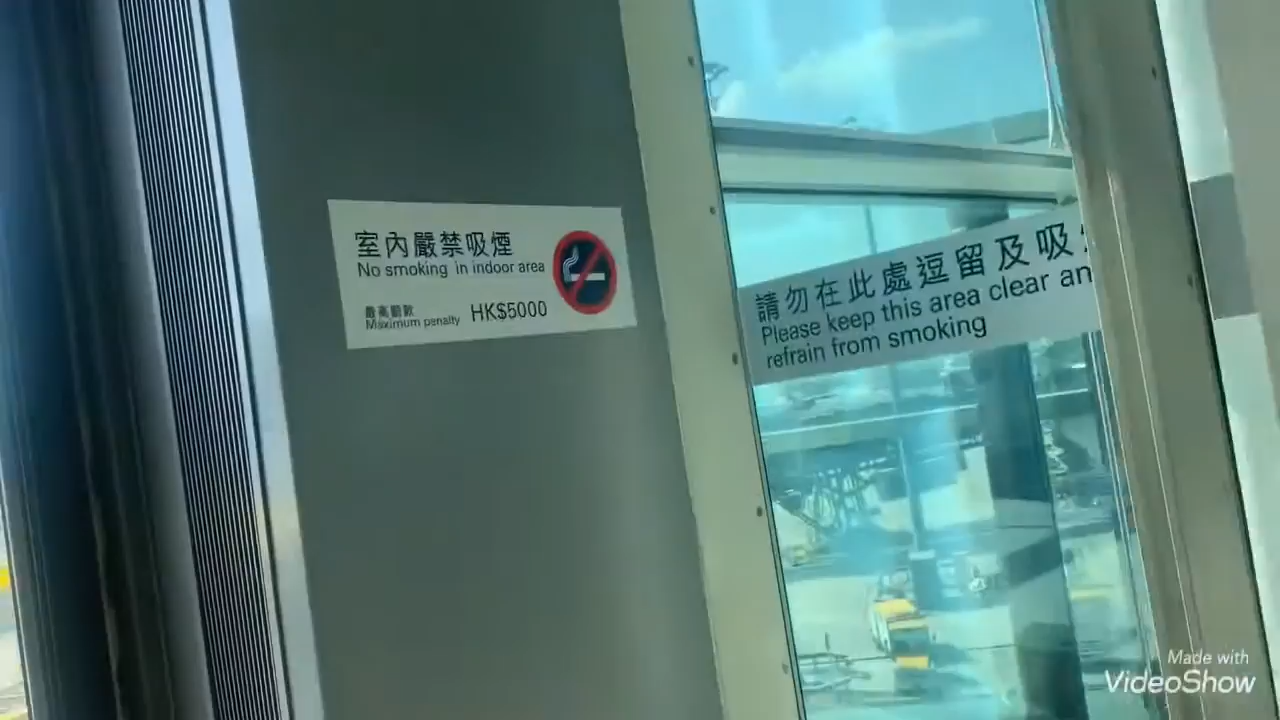 室內嚴禁吸煙
No smoking in indoor area
最高罰款
Maximum penalty HK$5000
請勿在此處逗留及吸
Please keep this area clear an
refrain from smoking
Made with
VideoShow